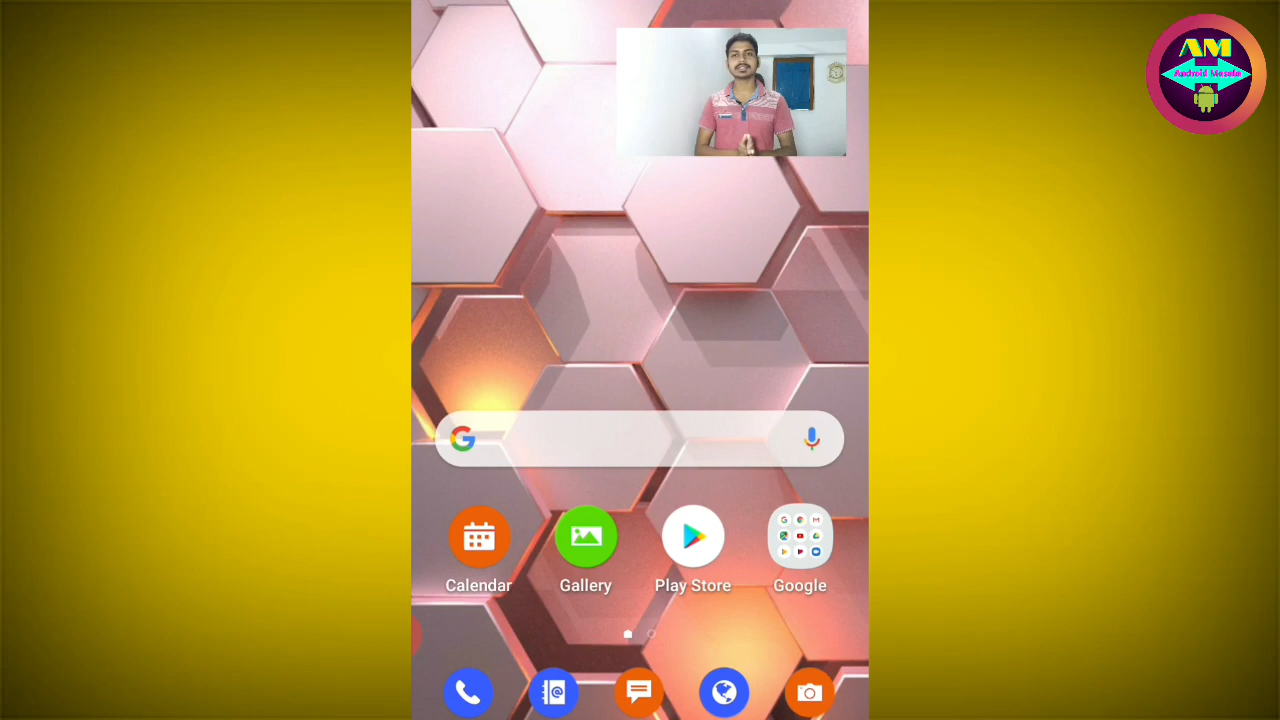 AM
Android Masala
Calendar
Gallery
Play Store
Google